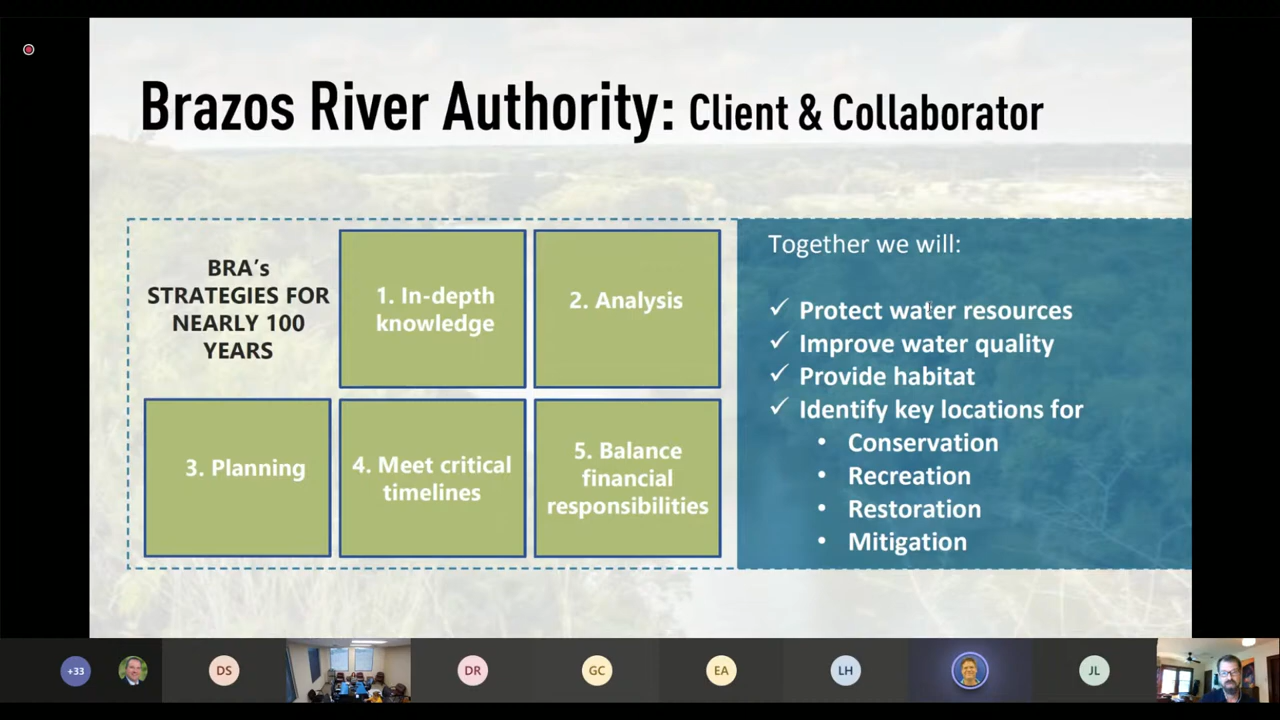 Brazos River Authority: Client & Collaborator
BRA’s
STRATEGIES FOR
NEARLY 100
YEARS
1. In-depth
knowledge
2. Analysis
3. Planning
4. Meet critical
timelines
5. Balance
financial
responsibilities
Together we will:
✓ Protect water resources
✓ Improve water quality
✓ Provide habitat
✓ Identify key locations for
• Conservation
• Recreation
• Restoration
• Mitigation
+33
DS
DR
GC
EA
LH
JL